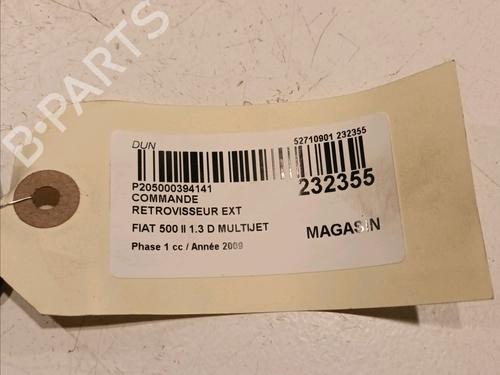 B-PARTS
DUN
52710901 232355
P205000394141
232355
COMMANDE
RETROVISSEUR EXT
FIAT 500 II 1.3 D MULTIJET
MAGASIN
Phase 1 cc / Année 2009